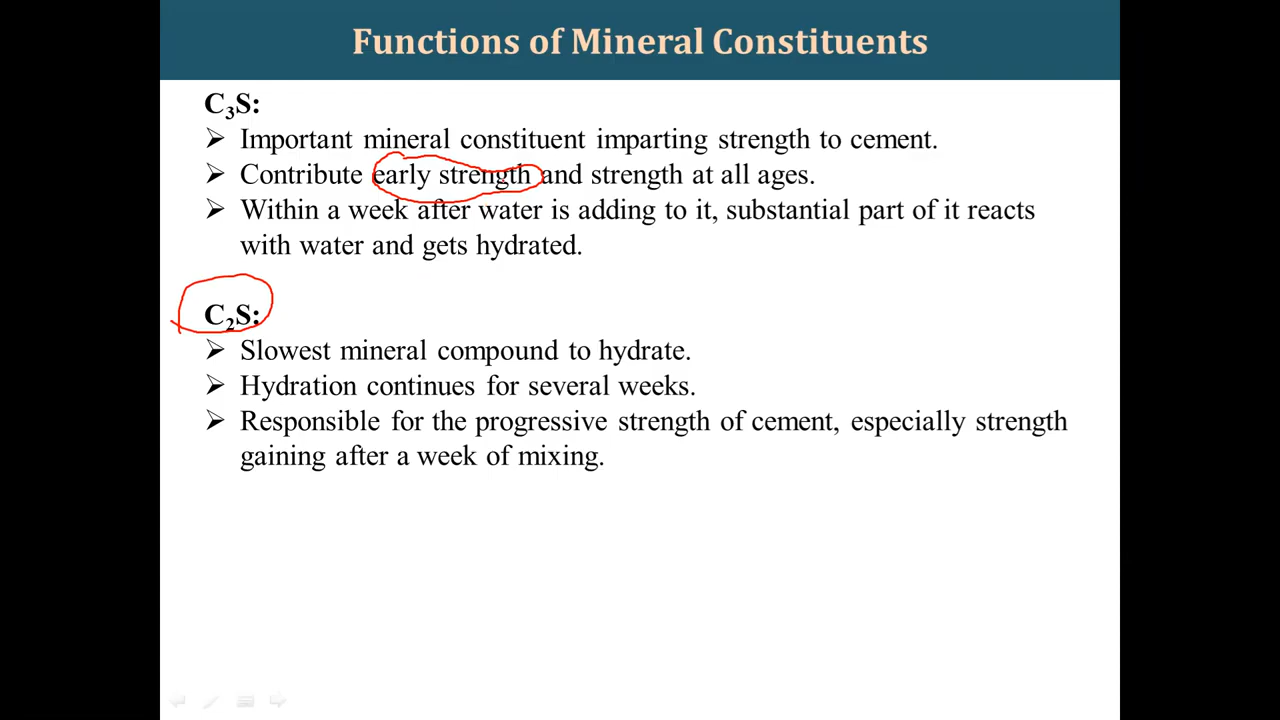 Functions of Mineral Constituents
C₃S:
➢ Important mineral constituent imparting strength to cement.
➢ Contribute early strength and strength at all ages.
➢ Within a week after water is adding to it, substantial part of it reacts
with water and gets hydrated.
C₂S:
➢ Slowest mineral compound to hydrate.
➢ Hydration continues for several weeks.
➢ Responsible for the progressive strength of cement, especially strength
gaining after a week of mixing.